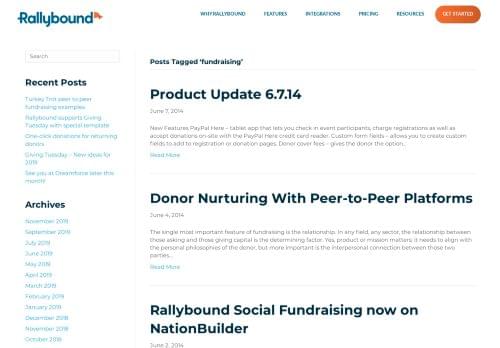 Rallybound
WHY RALLYBOUND
FEATURES
INTEGRATIONS
PRICING
RESOURCES
GET STARTED
Search
Recent Posts
Turkey Trot peer to peer
fundraising examples
Rallybound supports Giving
Tuesday with special template
One-click donations for returning
donors
Giving Tuesday – New ideas for
2019
See you at Dreamforce later this
month!
Archives
November 2019
September 2019
July 2019
June 2019
May 2019
April 2019
March 2019
February 2019
January 2019
December 2018
November 2018
October 2018
Posts Tagged 'fundraising'
Product Update 6.7.14
June 7, 2014
New Features PayPal Here – tablet app that lets you check in event participants, charge registrations as well as
accept donations on-site with the PayPal Here credit card reader. Custom form fields – allows you to create custom
fields to add to registration or donation pages. Donor cover fees – gives the donor the option...
Read More
Donor Nurturing With Peer-to-Peer Platforms
June 4, 2014
The single most important feature of fundraising is the relationship. In any field, any sector, the relationship between
those asking and those giving capital is the determining factor. Yes, product or mission matters: it needs to align with
the personal philosophies of the donor, but more important is the interpersonal connection between those two
parties...
Read More
Rallybound Social Fundraising now on
NationBuilder
June 2, 2014